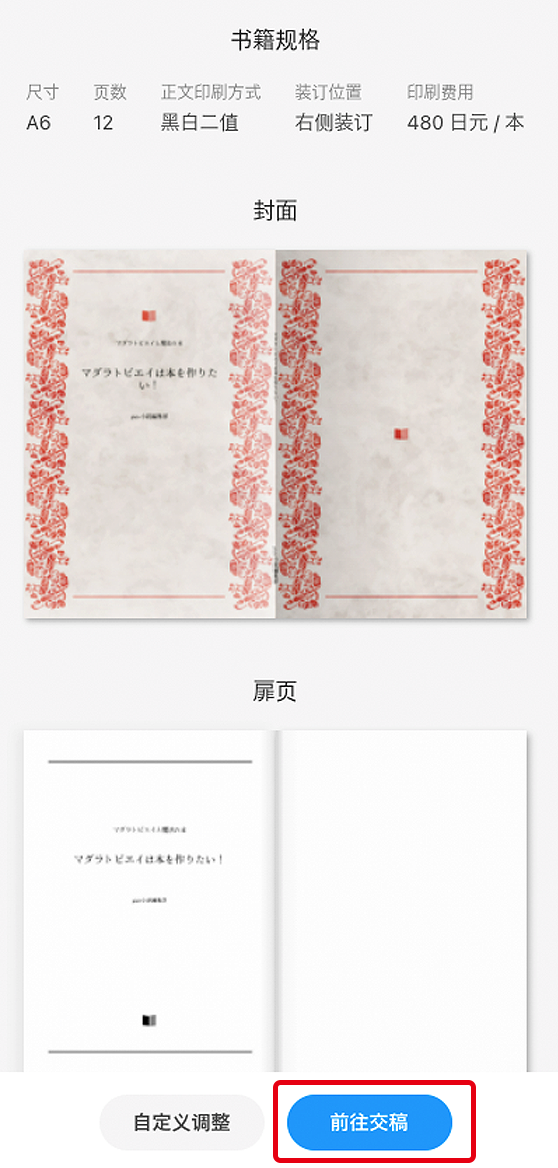 书籍规格
尺寸 页数 正文印刷方式 装订位置 印刷费用
A6 12 黑白二值 右侧装订 480 日元 / 本
封面
マダラトビエイは本を作りた
い！
扉页
マダラトビエイは本を作りたい！
自定义调整 前往交稿